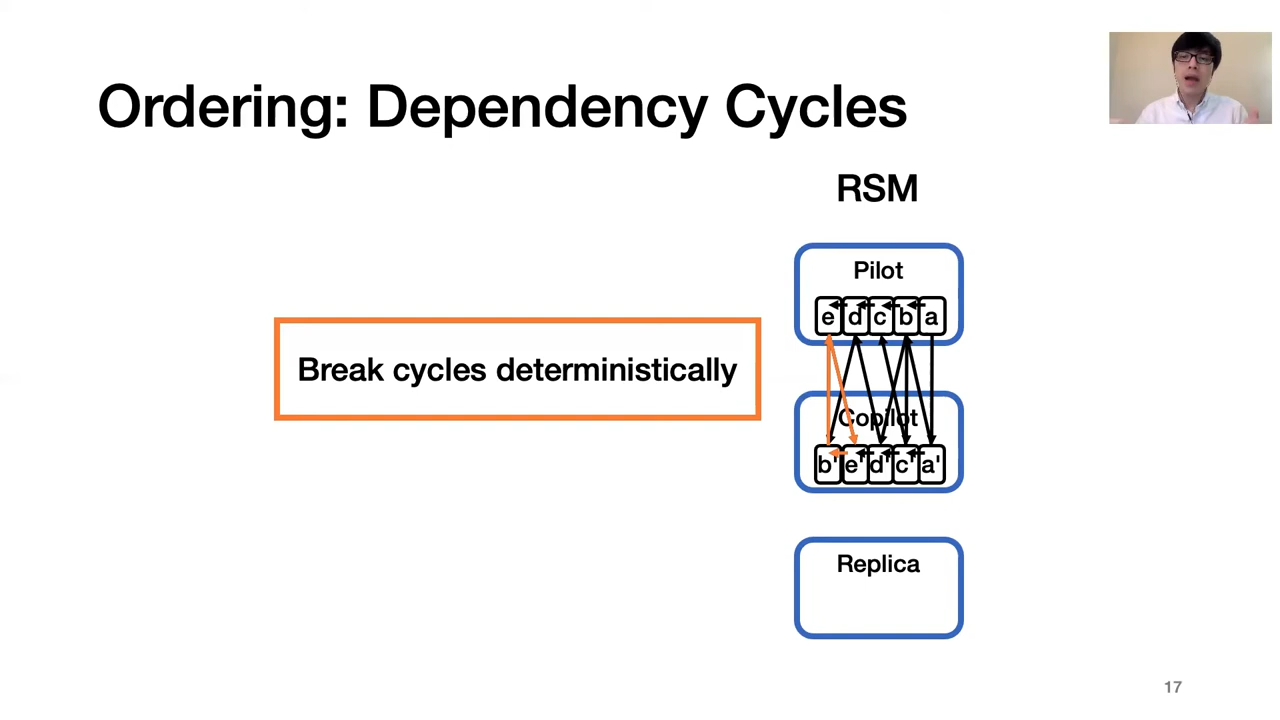 Ordering: Dependency Cycles
RSM
Pilot
e d c b a
Break cycles deterministically
Copilot
b' e' d' c' a'
Replica
17